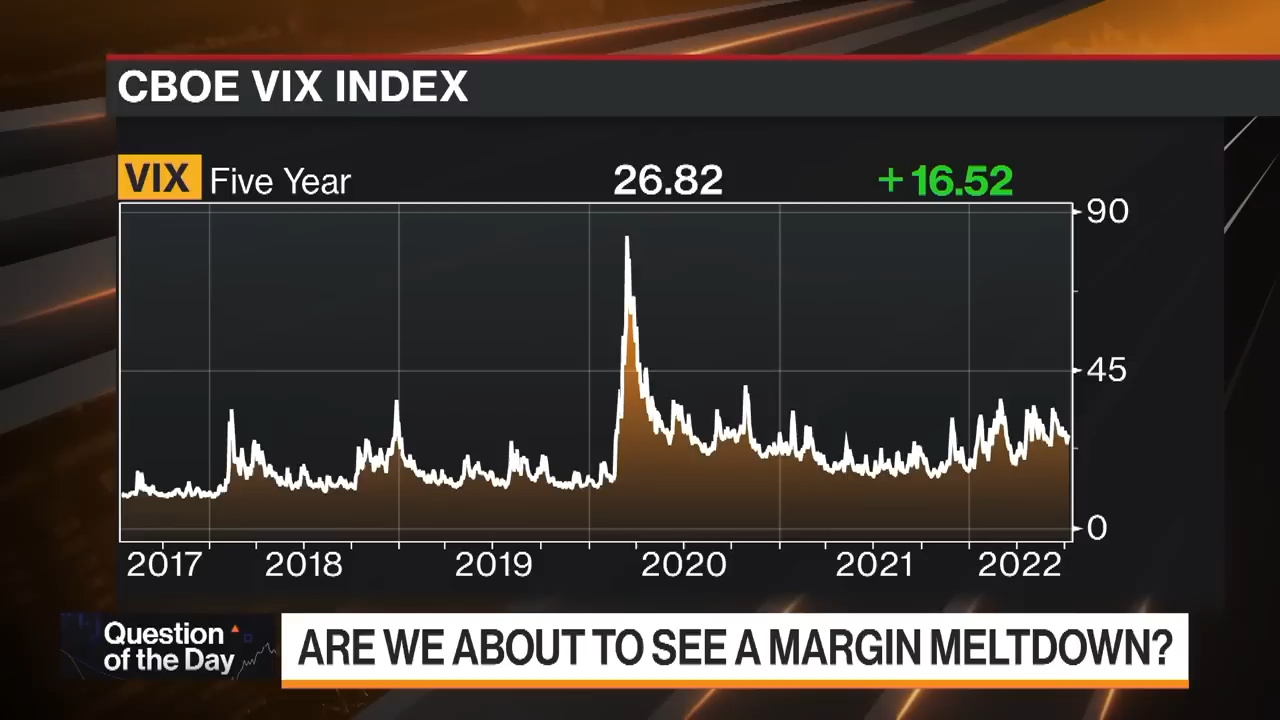 CBOE VIX INDEX
VIX Five Year 26.82 +16.52
90
45
0
2017 2018 2019 2020 2021 2022
Question of the Day
ARE WE ABOUT TO SEE A MARGIN MELTDOWN?